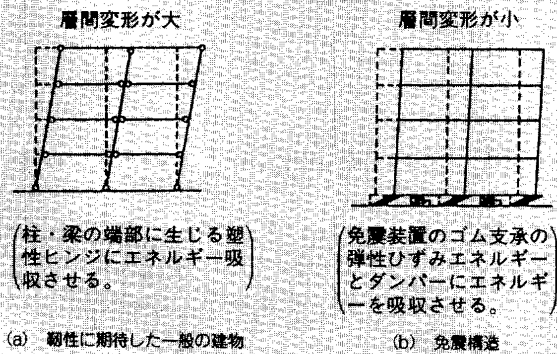 層間変形が大
柱・梁の端部に生じる塑
性ヒンジにエネルギー吸
収させる。
(a) 靭性に期待した一般の建物
層間変形が小
免震装置のゴム支承の
弾性ひずみエネルギー
とダンパーにエネルギ
ーを吸収させる。
(b) 免震構造